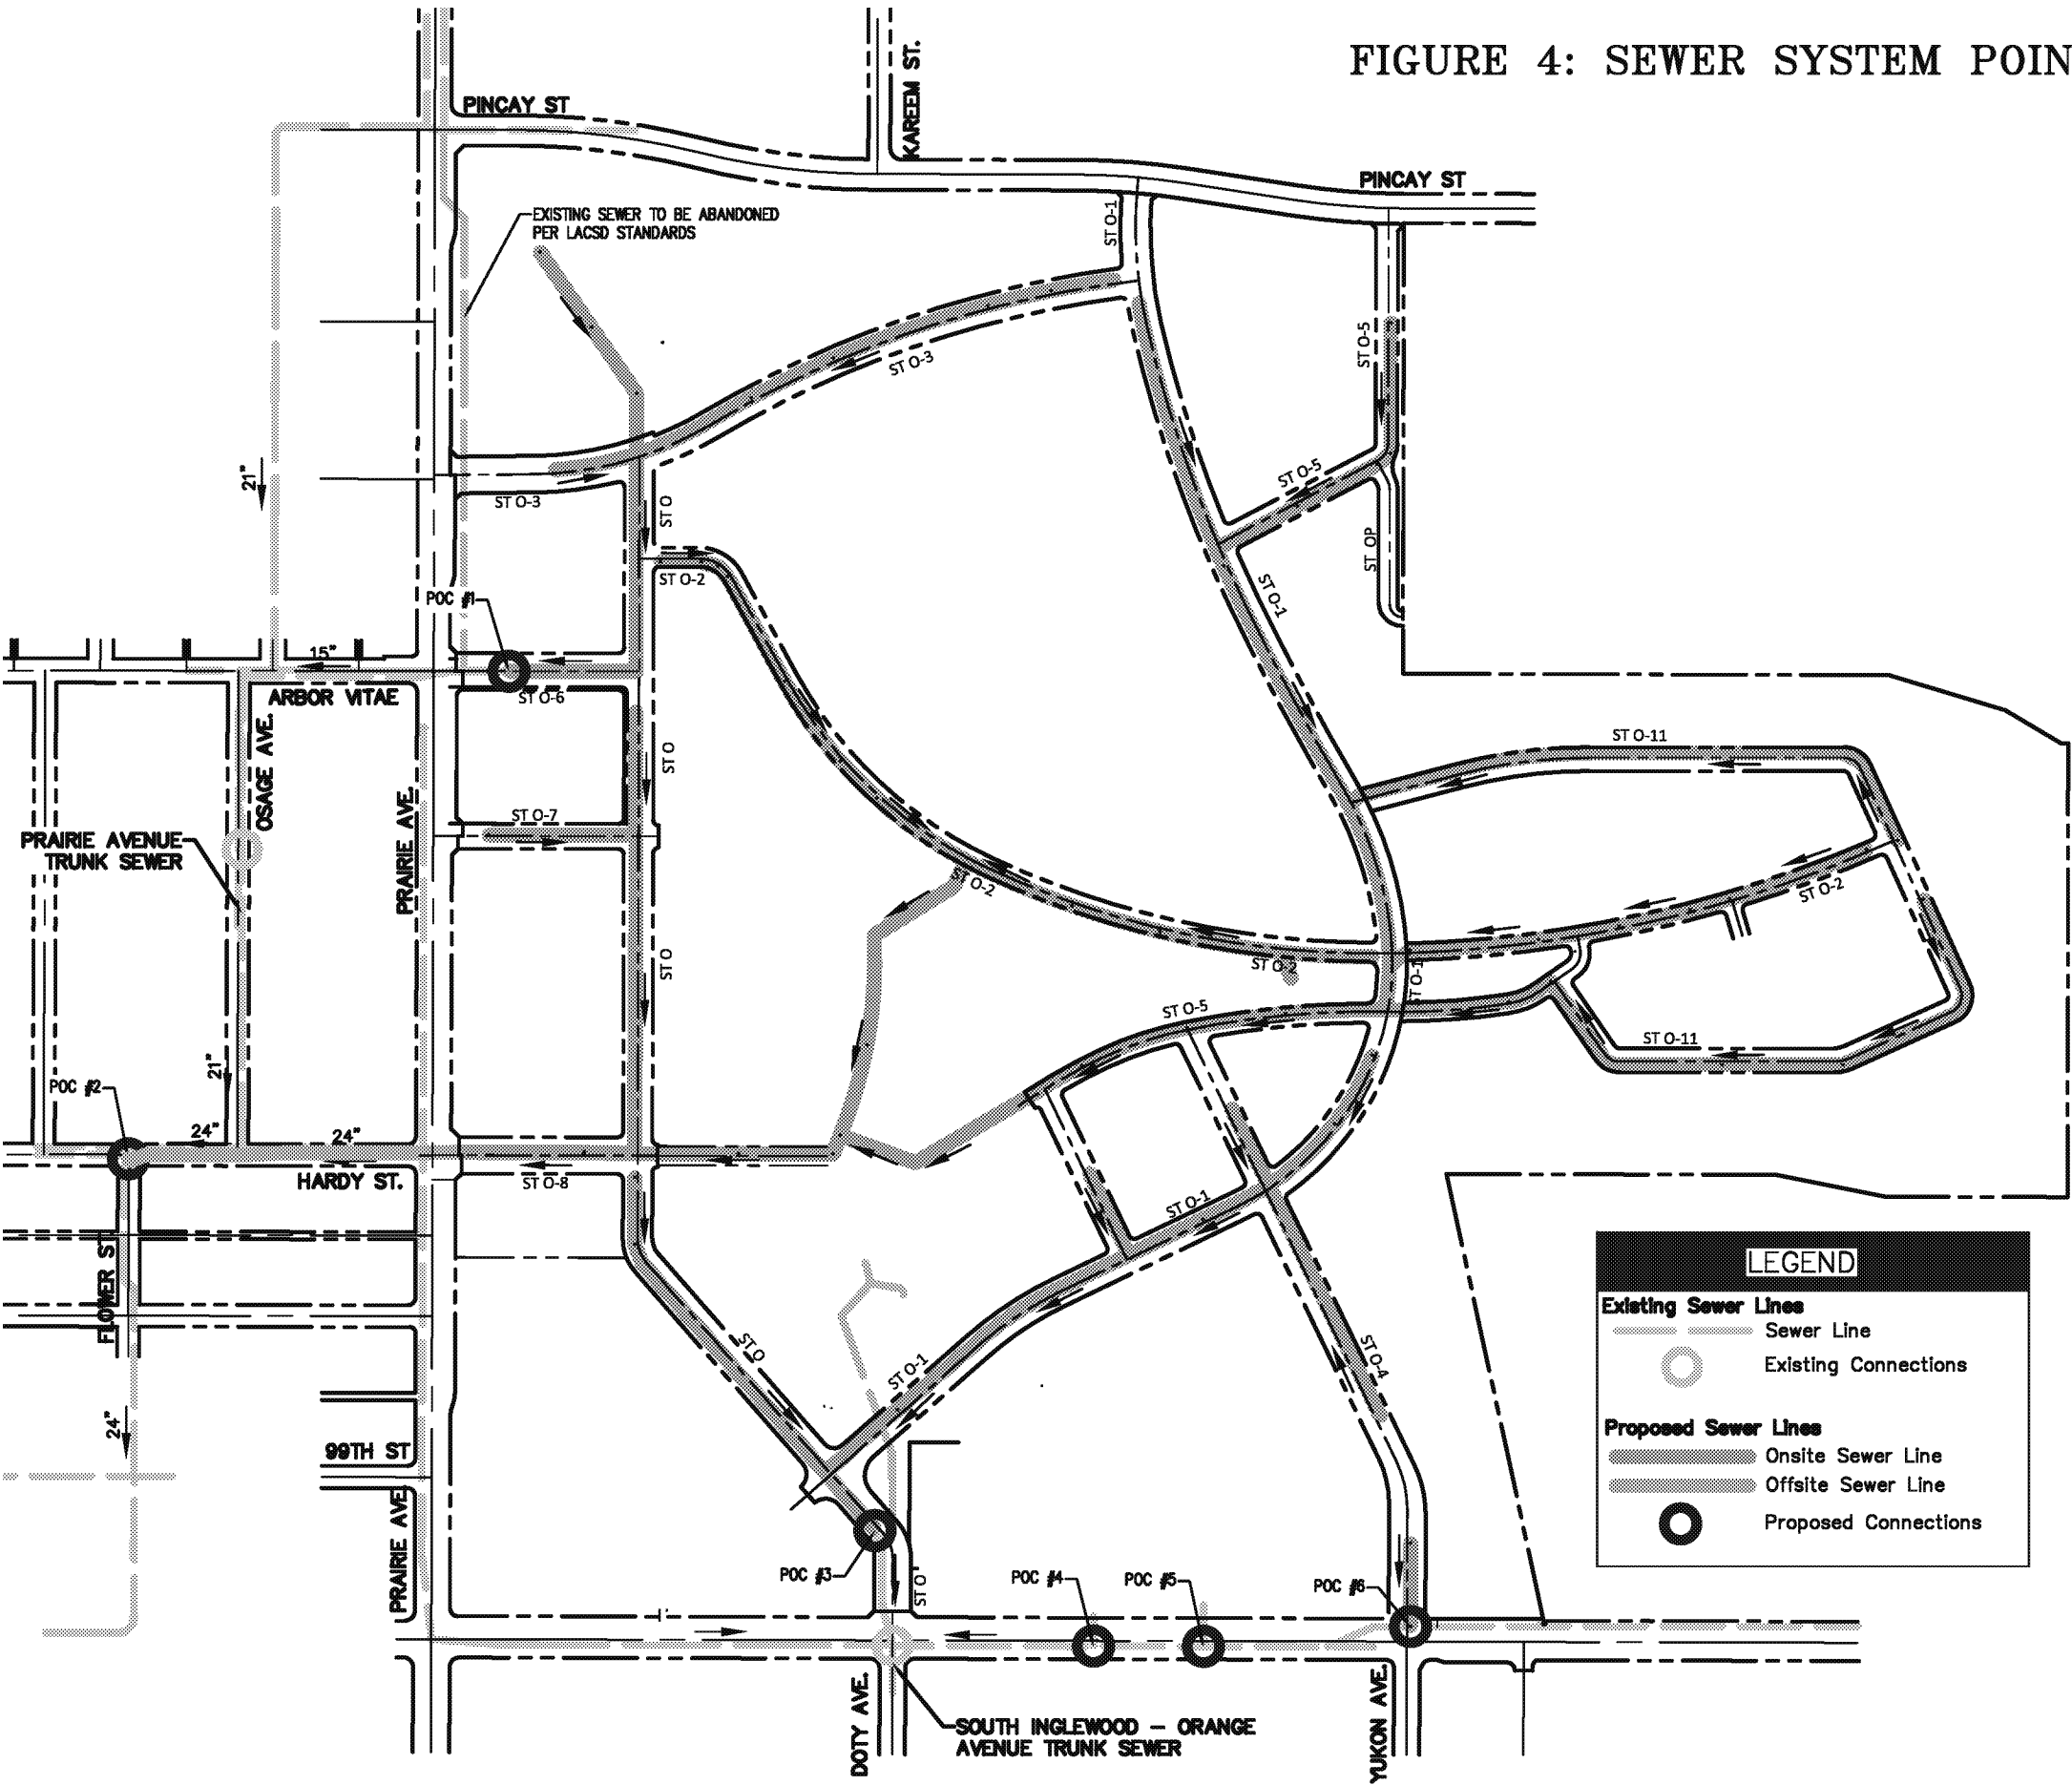 FIGURE 4: SEWER SYSTEM POIN
KAREEM ST.
PINCAY ST
PINCAY ST
EXISTING SEWER TO BE ABANDONED
PER LACSD STANDARDS
ST O-1
ST O-5
ST O-3
ST O-5
21"
ST O-3
ST O
ST OP
ST O-2
ST O-1
POC #1
15"
ARBOR VITAE
ST O-6
OSAGE AVE.
ST O-11
ST O
PRAIRIE AVE.
ST O-7
PRAIRIE AVENUE
TRUNK SEWER
ST O-2
ST O-2
ST O
ST O-2
ST O-1
ST O-5
ST O-11
21"
POC #2
24"
24"
HARDY ST.
ST O-8
ST O-1
FLOWER ST
LEGEND
Existing Sewer Lines
Sewer Line
Existing Connections
Proposed Sewer Lines
Onsite Sewer Line
Offsite Sewer Line
Proposed Connections
ST O
ST O-1
ST O-4
24"
99TH ST
PRAIRIE AVE.
POC #3
ST O'
POC #4
POC #5
POC #6
DOTY AVE.
SOUTH INGLEWOOD - ORANGE
AVENUE TRUNK SEWER
YUKON AVE.